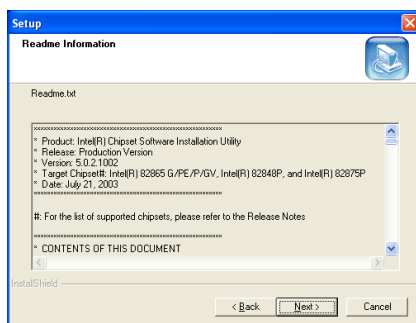 Setup
Readme Information
Readme.txt
************************************************************
* Product: Intel(R) Chipset Software Installation Utility
* Release: Production Version
* Version: 5.0.2.1002
* Target Chipset#: Intel(R) 82865 G/PE/P/GV, Intel(R) 82848P, and Intel(R) 82875P
* Date: July 21, 2003
************************************************************
#: For the list of supported chipsets, please refer to the Release Notes
************************************************************
* CONTENTS OF THIS DOCUMENT
InstallShield
< Back
Next >
Cancel